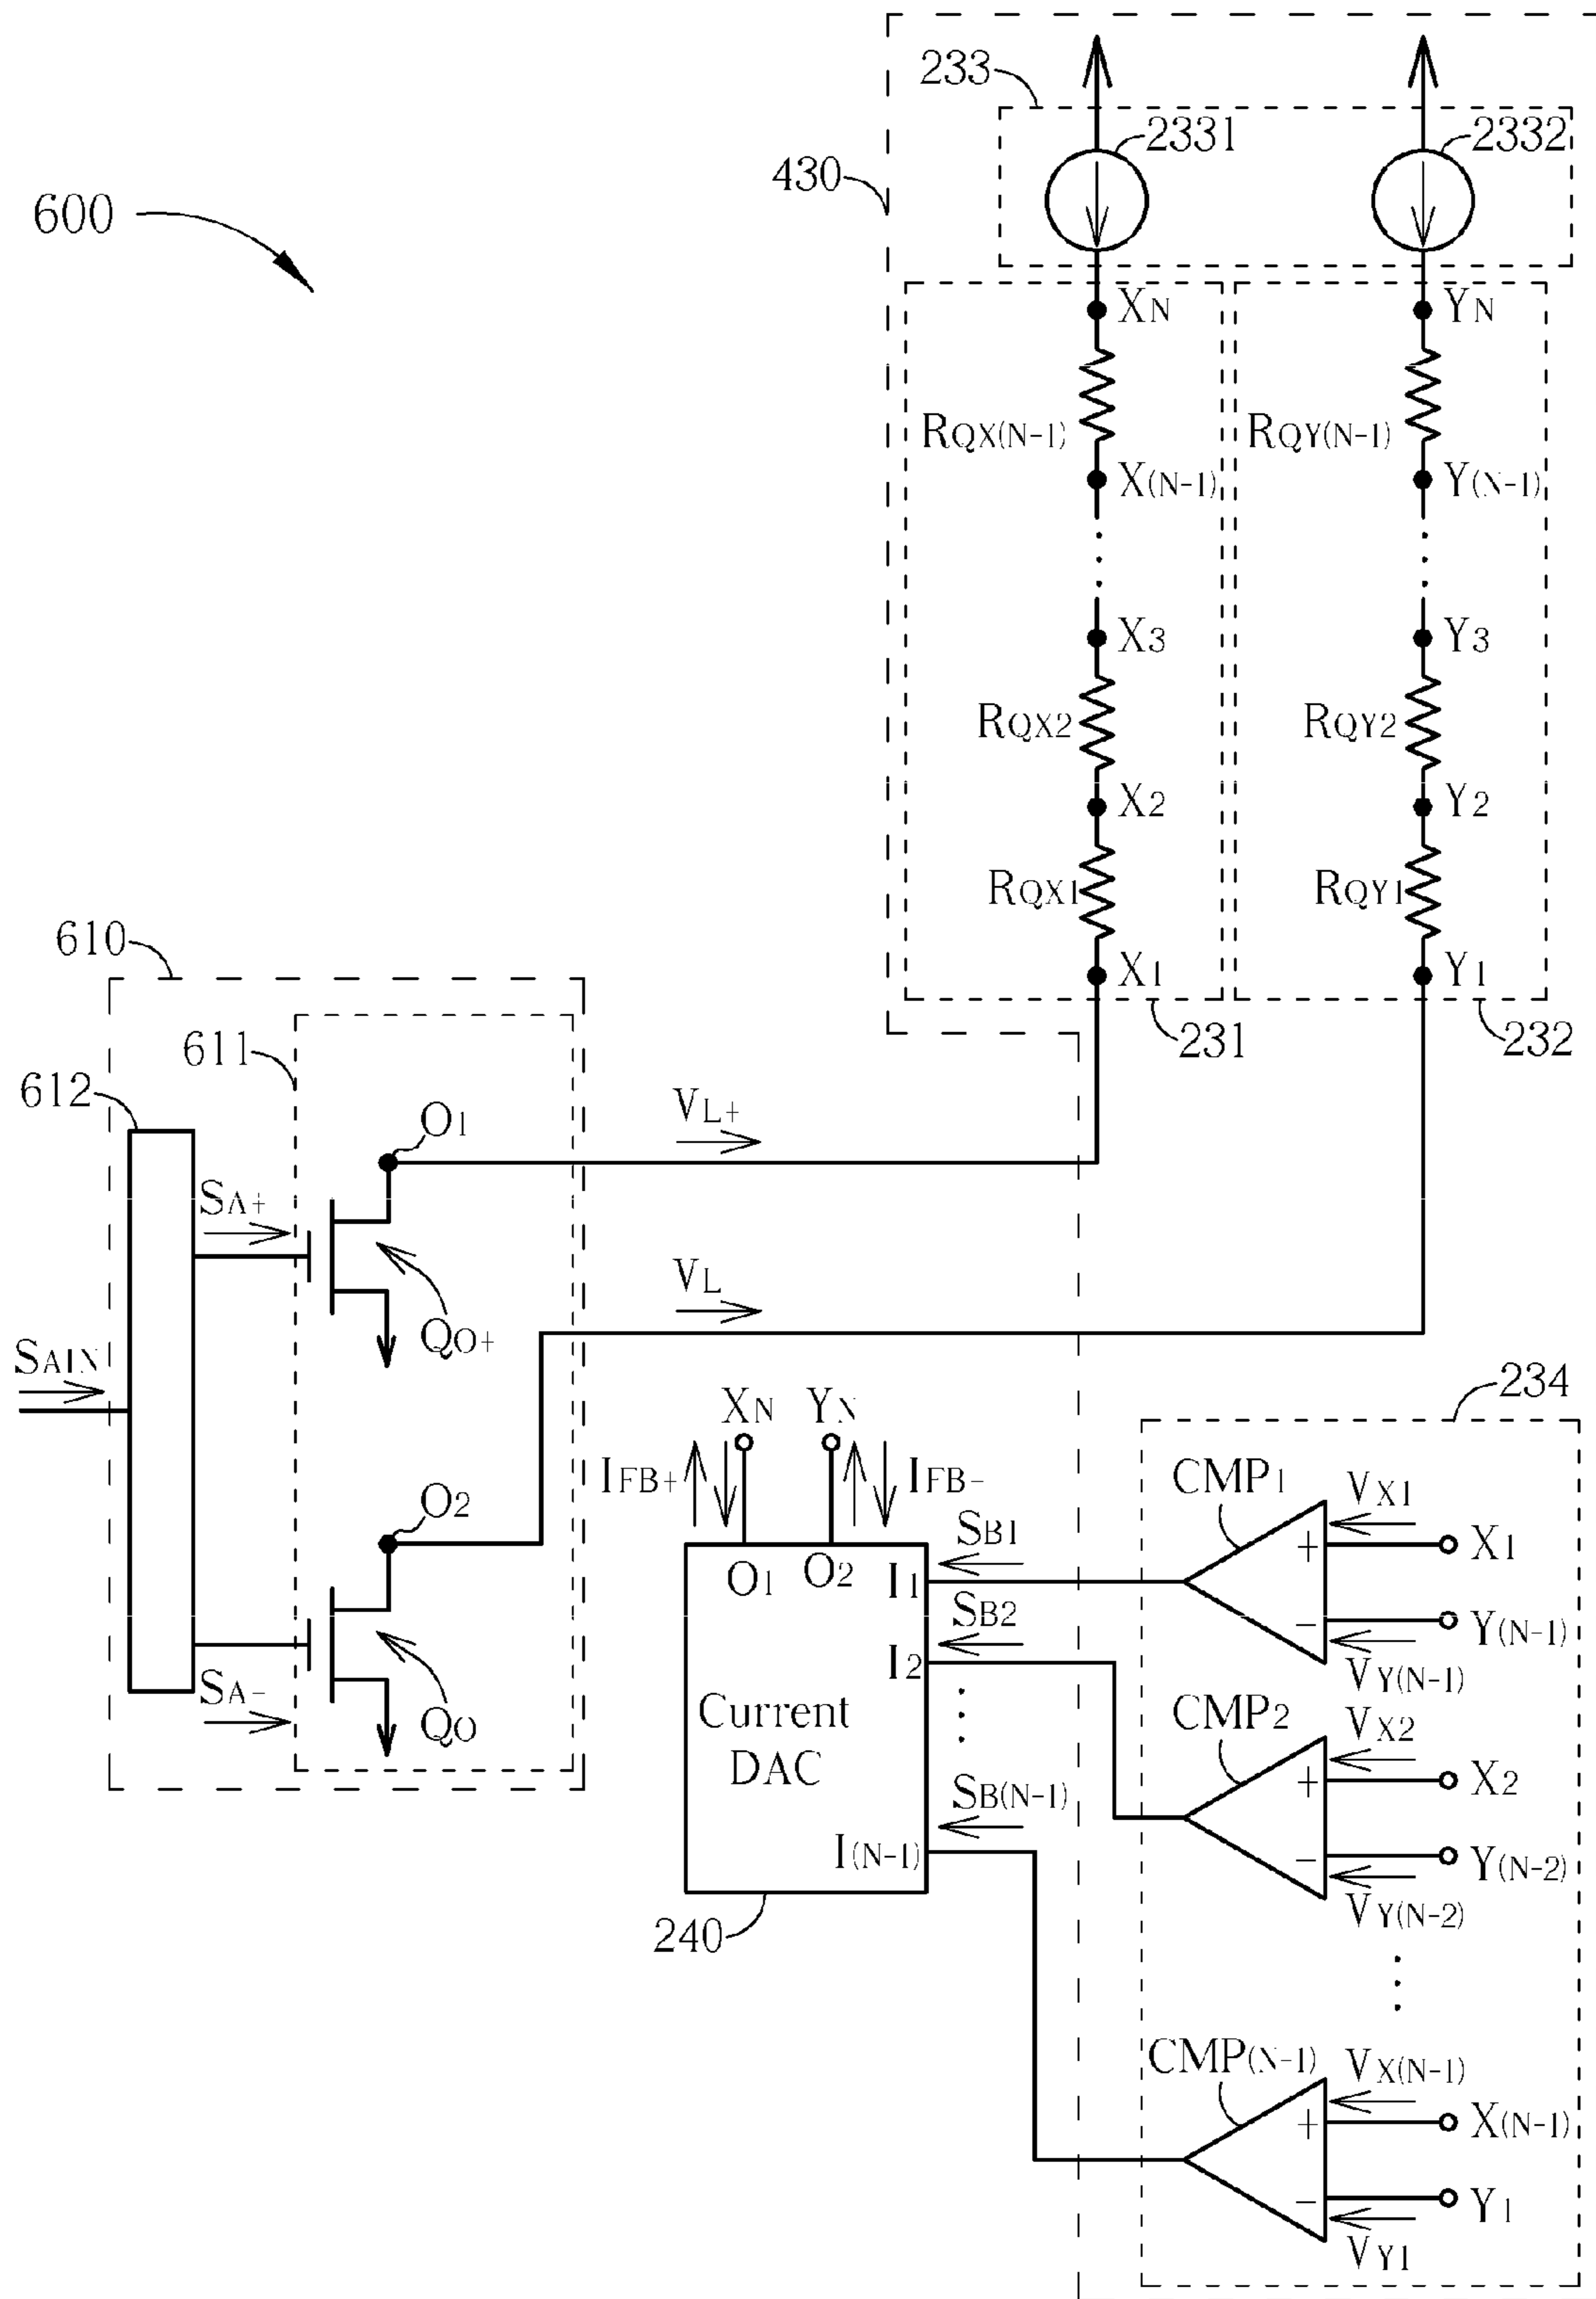 233
2331
2332
430
600
XN
YN
RQX(N-1)
RQY(N-1)
X(N-1)
Y(N-1)
X3
Y3
RQX2
RQY2
X2
Y2
RQX1
RQY1
X1
Y1
610
231
232
611
612
O1
VL+
SA+
QO+
VL
SAIN
234
XN
YN
IFB+
IFB-
O2
CMP1
VX1
SB1
+
X1
O1
O2
I1
SB2
−
Y(N-1)
VY(N-1)
I2
SA-
QO
Current
DAC
CMP2
VX2
+
X2
SB(N-1)
I(N-1)
−
Y(N-2)
VY(N-2)
240
CMP(N-1)
VX(N-1)
+
X(N-1)
−
Y1
VY1